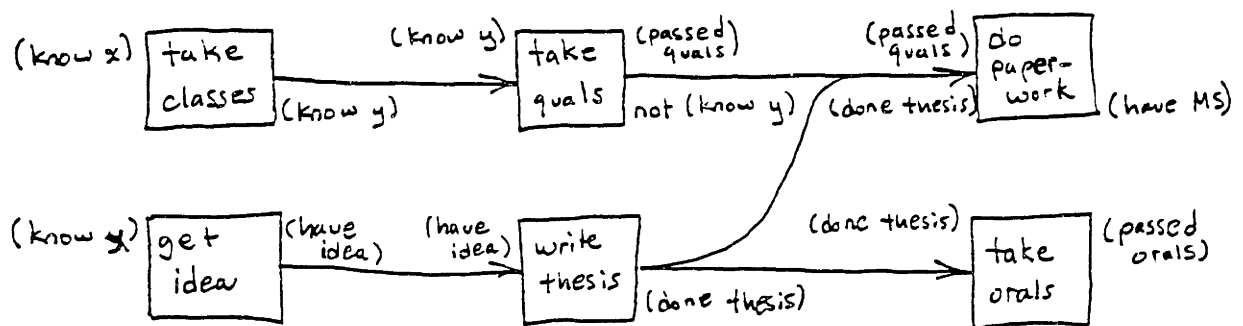 (know x)
take
classes
(know y)
(know y)
take
quals
(passed
quals)
not (know y)
(passed
quals)
(done thesis)
do
paper-
work
(have MS)
(know
get
idea
(have
idea)
(have
idea)
write
thesis
(done thesis)
(done thesis)
take
orals
(passed
orals)